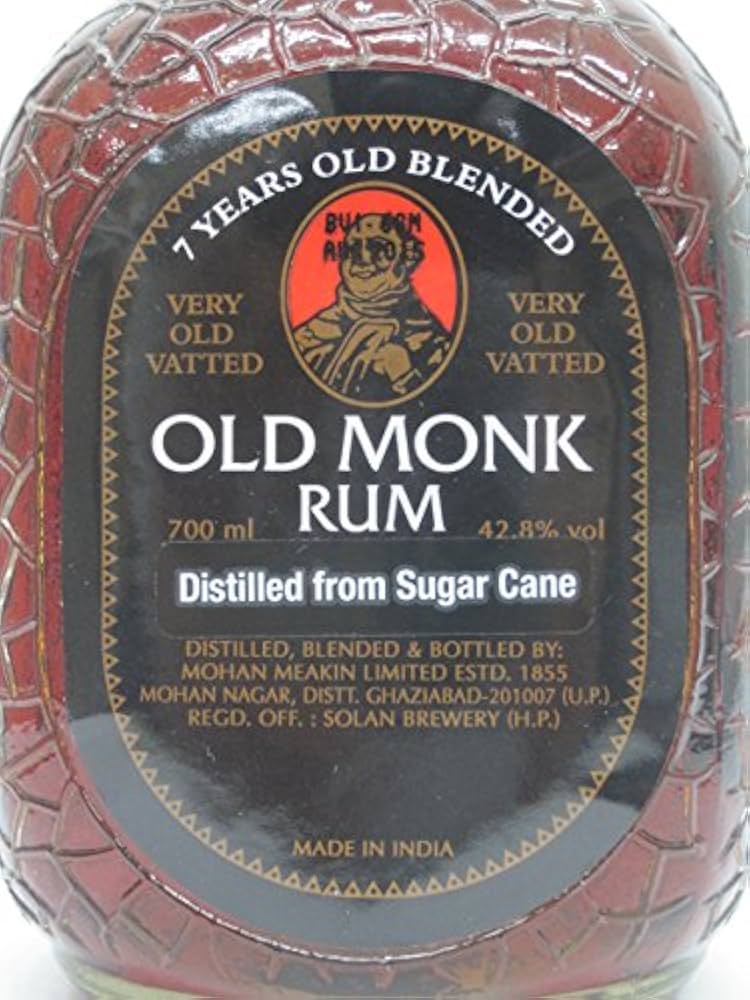 7 YEARS OLD BLENDED
VERY
OLD
VATTED
VERY
OLD
VATTED
OLD MONK
RUM
700 ml
42.8% vol
Distilled from Sugar Cane
DISTILLED, BLENDED & BOTTLED BY:
MOHAN MEAKIN LIMITED ESTD. 1855
MOHAN NAGAR, DISTT. GHAZIABAD-201007 (U.P.)
REGD. OFF. : SOLAN BREWERY (H.P.)
MADE IN INDIA